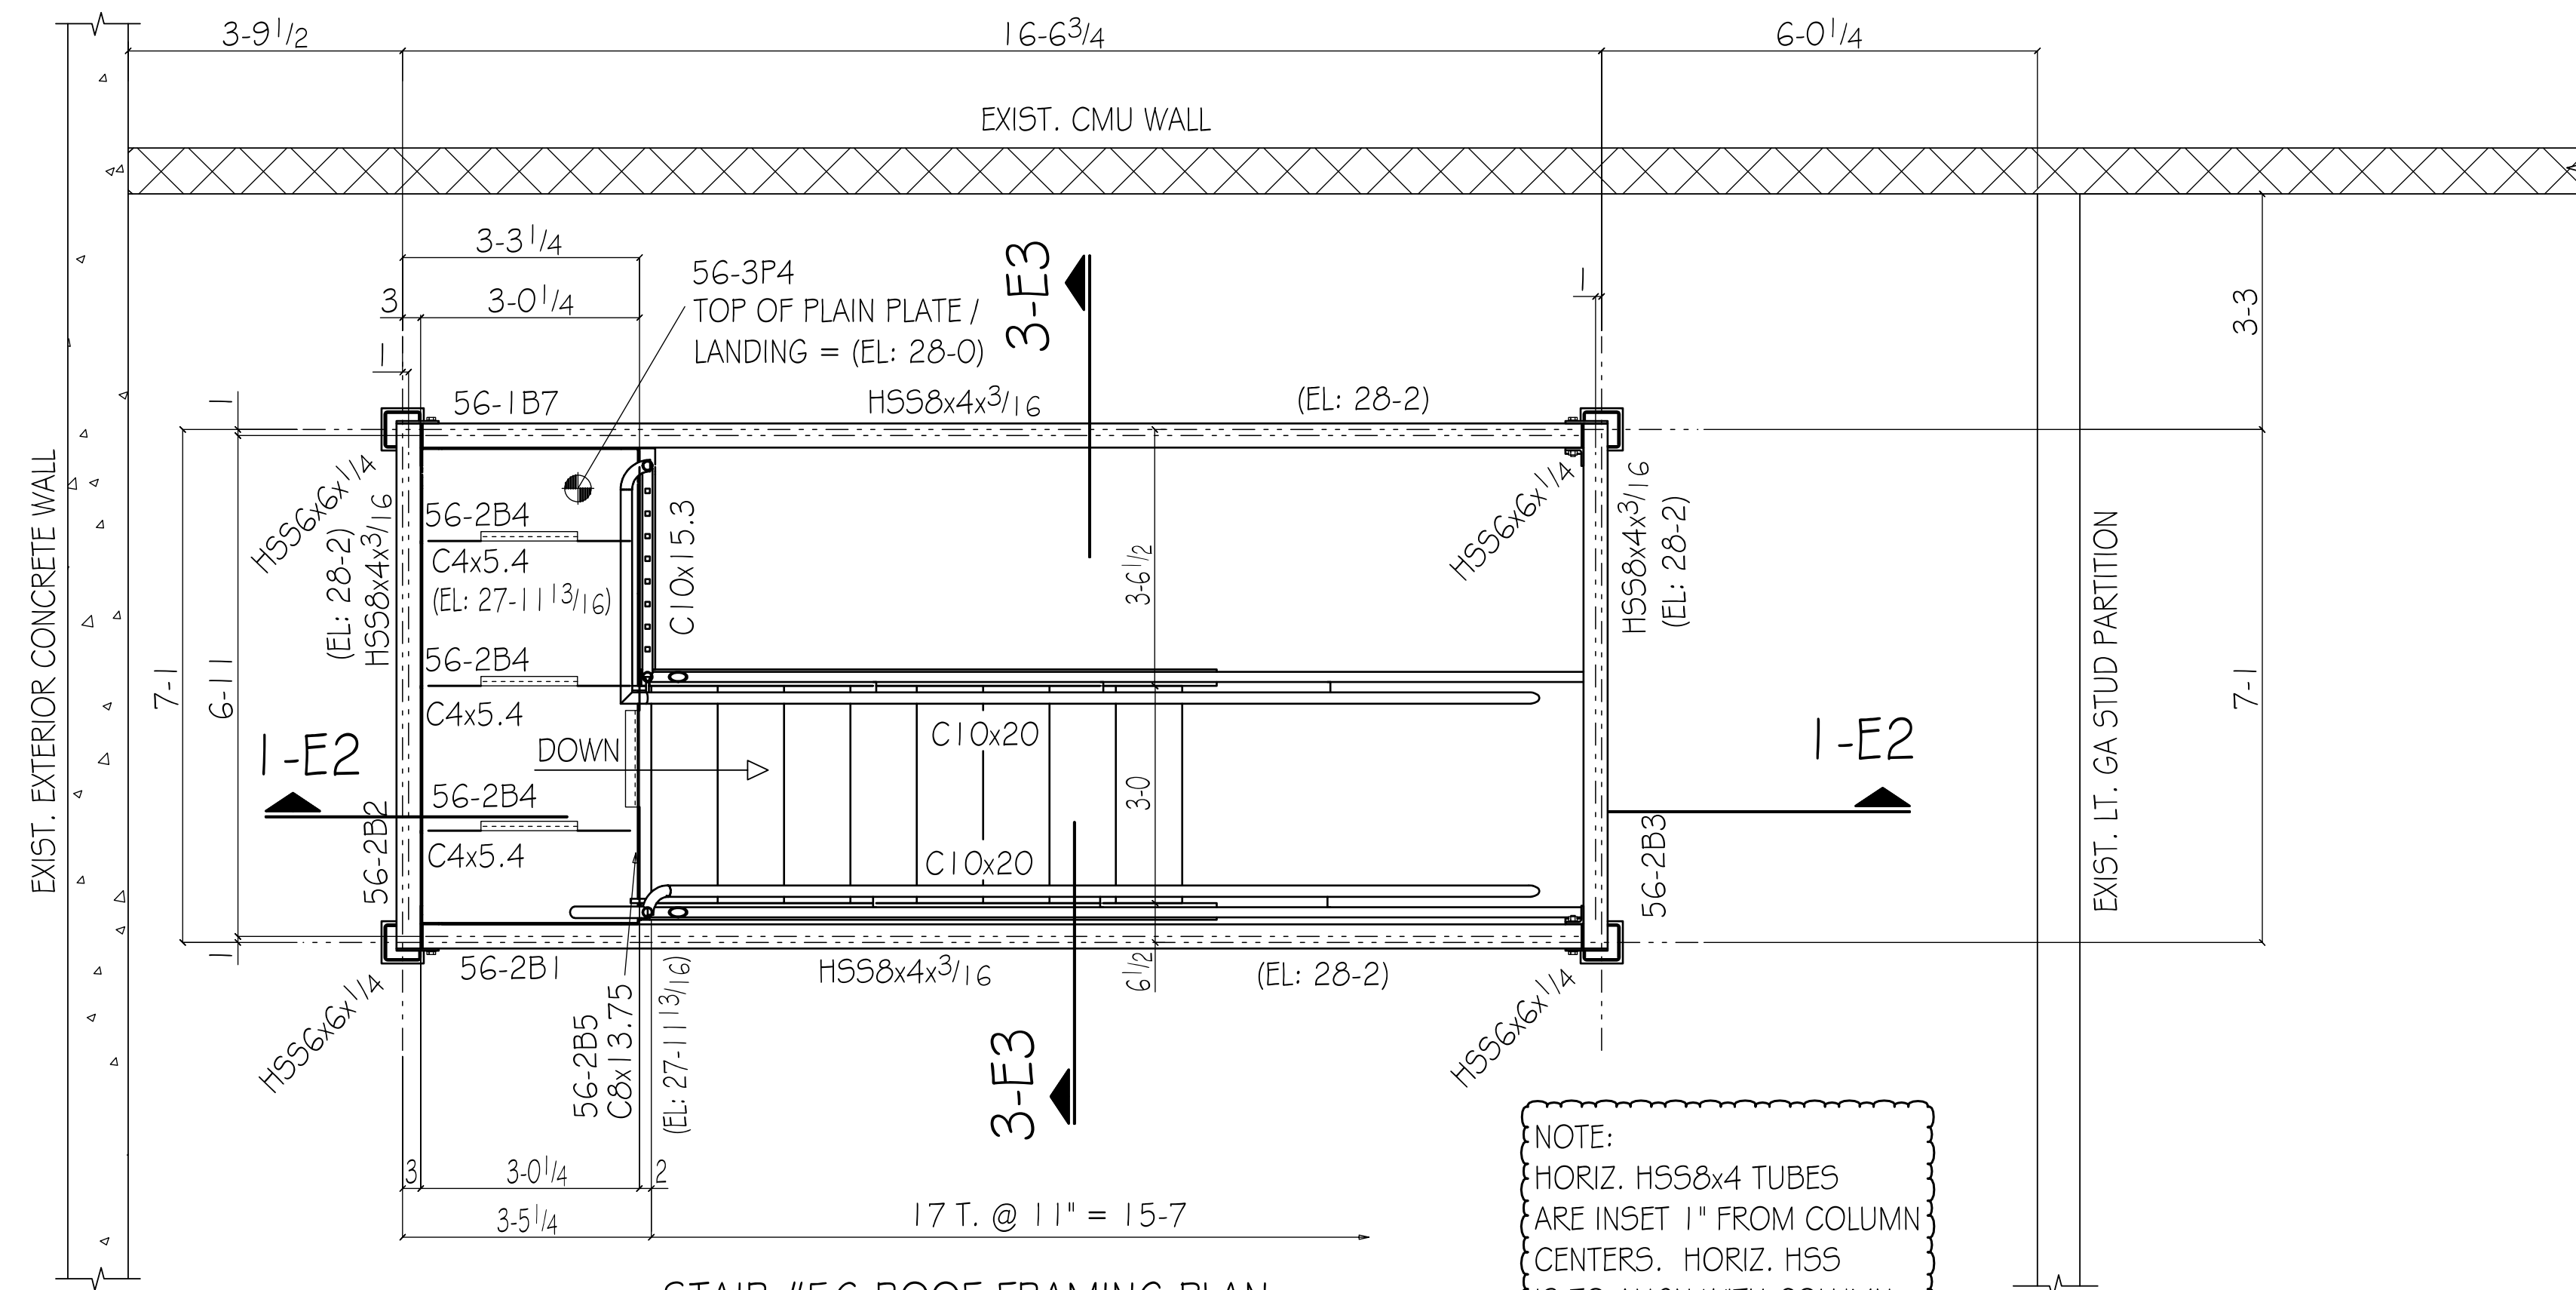 3-9 1/2
16-6 3/4
6-0 1/4
EXIST. CMU WALL
3-3 1/4
3
3-0 1/4
1
56-3P4
TOP OF PLAIN PLATE /
LANDING = (EL: 28-0)
3-E3
1
3-3
1
56-1B7
HSS8x4x3/16
(EL: 28-2)
HSS6x6x1/4
(EL: 28-2)
HSS8x4x3/16
56-2B4
C4x5.4
(EL: 27-11 13/16)
C10x15.3
3-6 1/2
HSS6x6x1/4
HSS8x4x3/16
(EL: 28-2)
EXIST. EXTERIOR CONCRETE WALL
7-1
6-11
56-2B4
C4x5.4
EXIST. LT. GA STUD PARTITION
7-1
1-E2
DOWN
C10x20
1-E2
56-2B4
C4x5.4
3-0
C10x20
56-2B2
56-2B3
1
56-2B1
HSS8x4x3/16
6 1/2
(EL: 28-2)
HSS6x6x1/4
56-2B5
C8x13.75
(EL: 27-11 13/16)
3-E3
HSS6x6x1/4
3
3-0 1/4
2
3-5 1/4
17 T. @ 11" = 15-7
NOTE:
HORIZ. HSS8x4 TUBES
ARE INSET 1" FROM COLUMN
CENTERS. HORIZ. HSS
STAIR #56 ROOF FRAMING PLAN